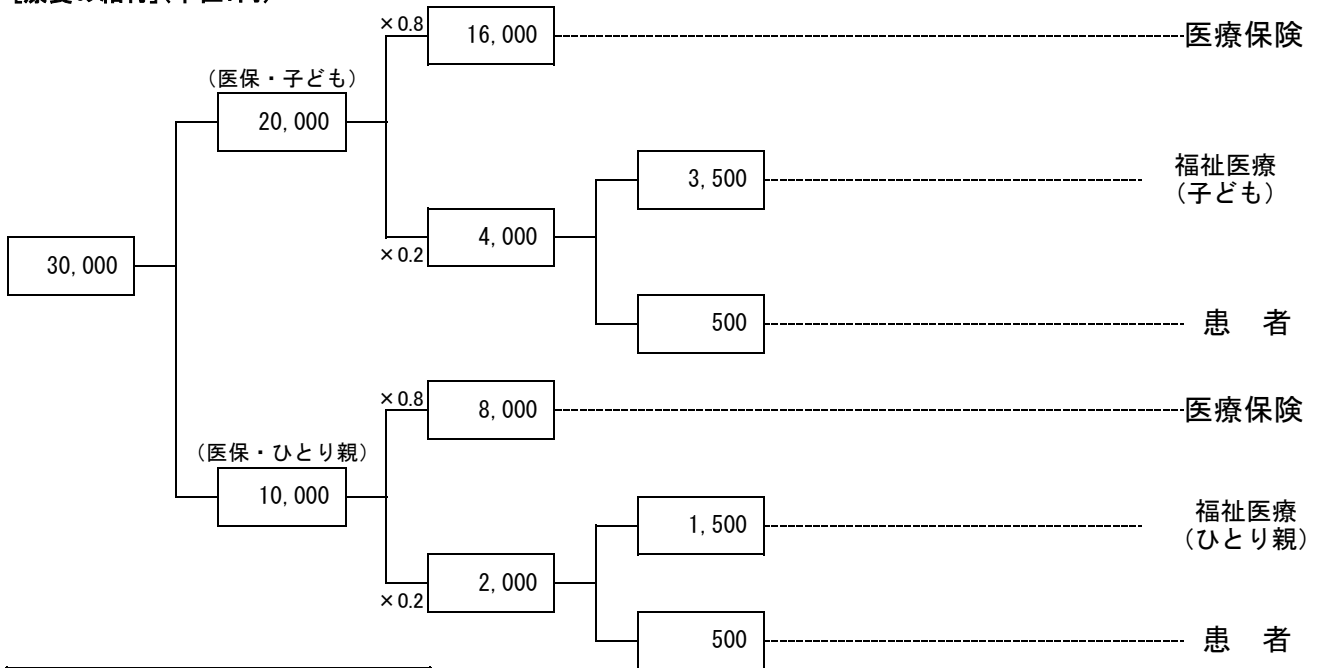 ×0.8
16,000
医療保険
(医保・子ども)
20,000
3,500
福祉医療
(子ども)
4,000
×0.2
30,000
500
患 者
×0.8
8,000
医療保険
(医保・ひとり親)
10,000
1,500
福祉医療
(ひとり親)
2,000
×0.2
500
患 者